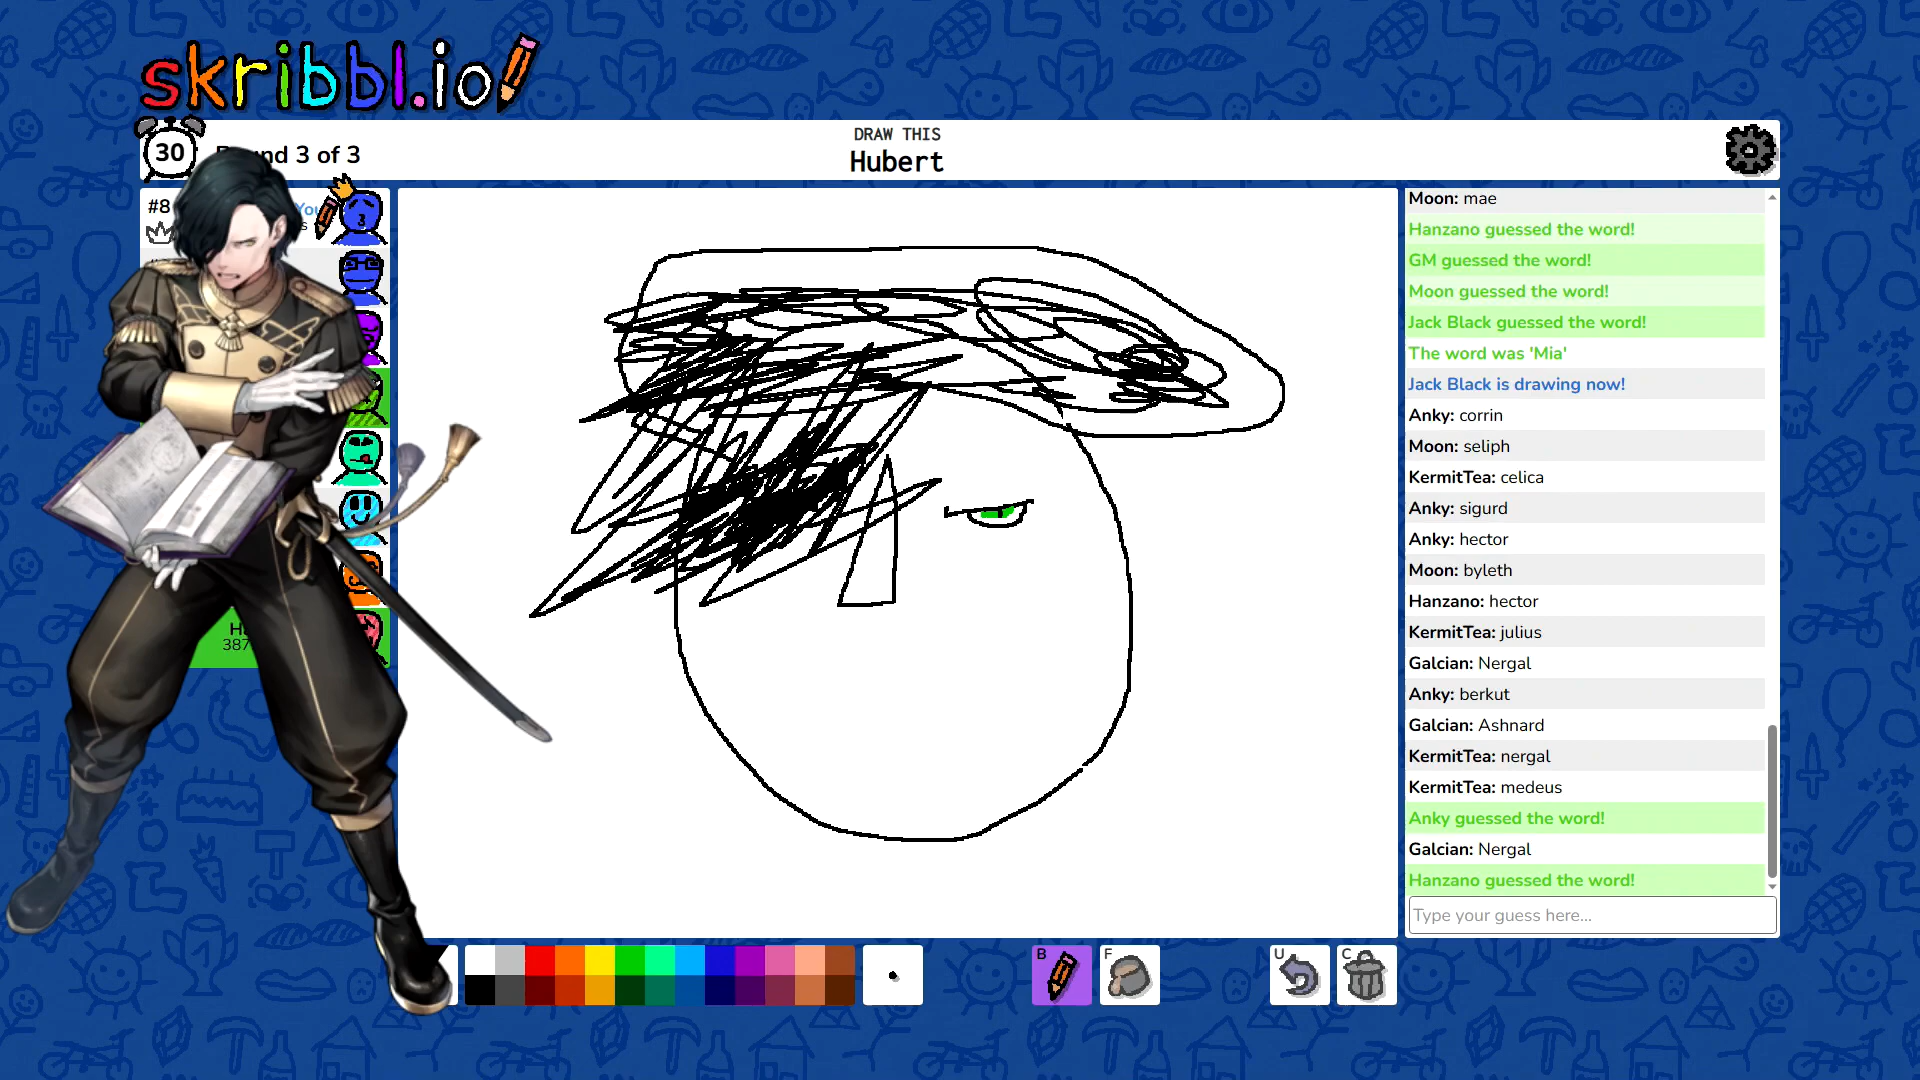 skribbl.io
30
nd 3 of 3
DRAW THIS
Hubert
#8
You
s
H
387
Moon: mae
Hanzano guessed the word!
GM guessed the word!
Moon guessed the word!
Jack Black guessed the word!
The word was 'Mia'
Jack Black is drawing now!
Anky: corrin
Moon: seliph
KermitTea: celica
Anky: sigurd
Anky: hector
Moon: byleth
Hanzano: hector
KermitTea: julius
Galcian: Nergal
Anky: berkut
Galcian: Ashnard
KermitTea: nergal
KermitTea: medeus
Anky guessed the word!
Galcian: Nergal
Hanzano guessed the word!
Type your guess here...
B
F
U
C